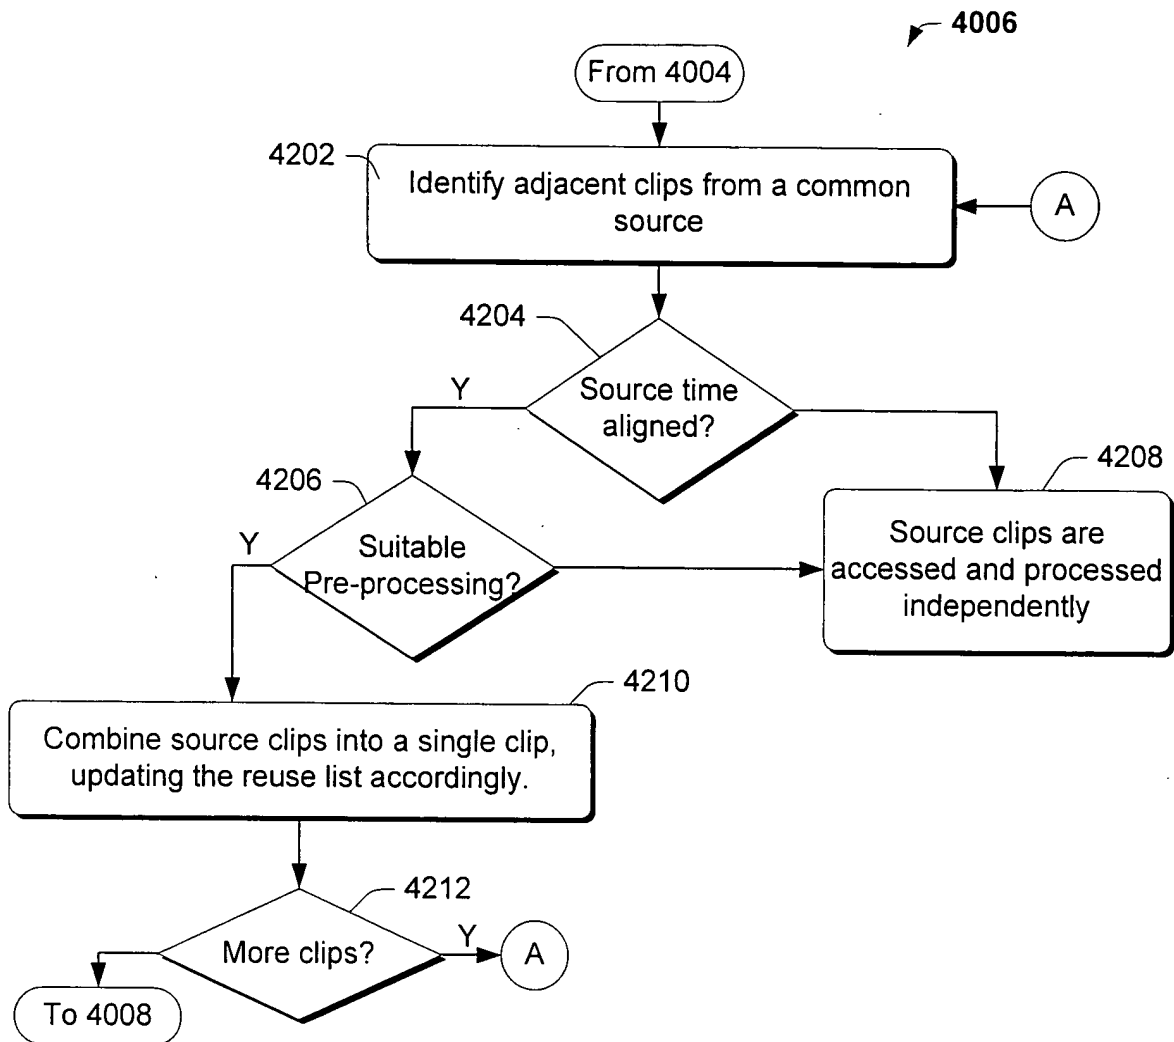 4006
From 4004
4202
Identify adjacent clips from a common
source
A
4204
Y
Source time
aligned?
4206
Y
Suitable
Pre-processing?
4208
Source clips are
accessed and processed
independently
4210
Combine source clips into a single clip,
updating the reuse list accordingly.
4212
More clips?
Y
A
To 4008